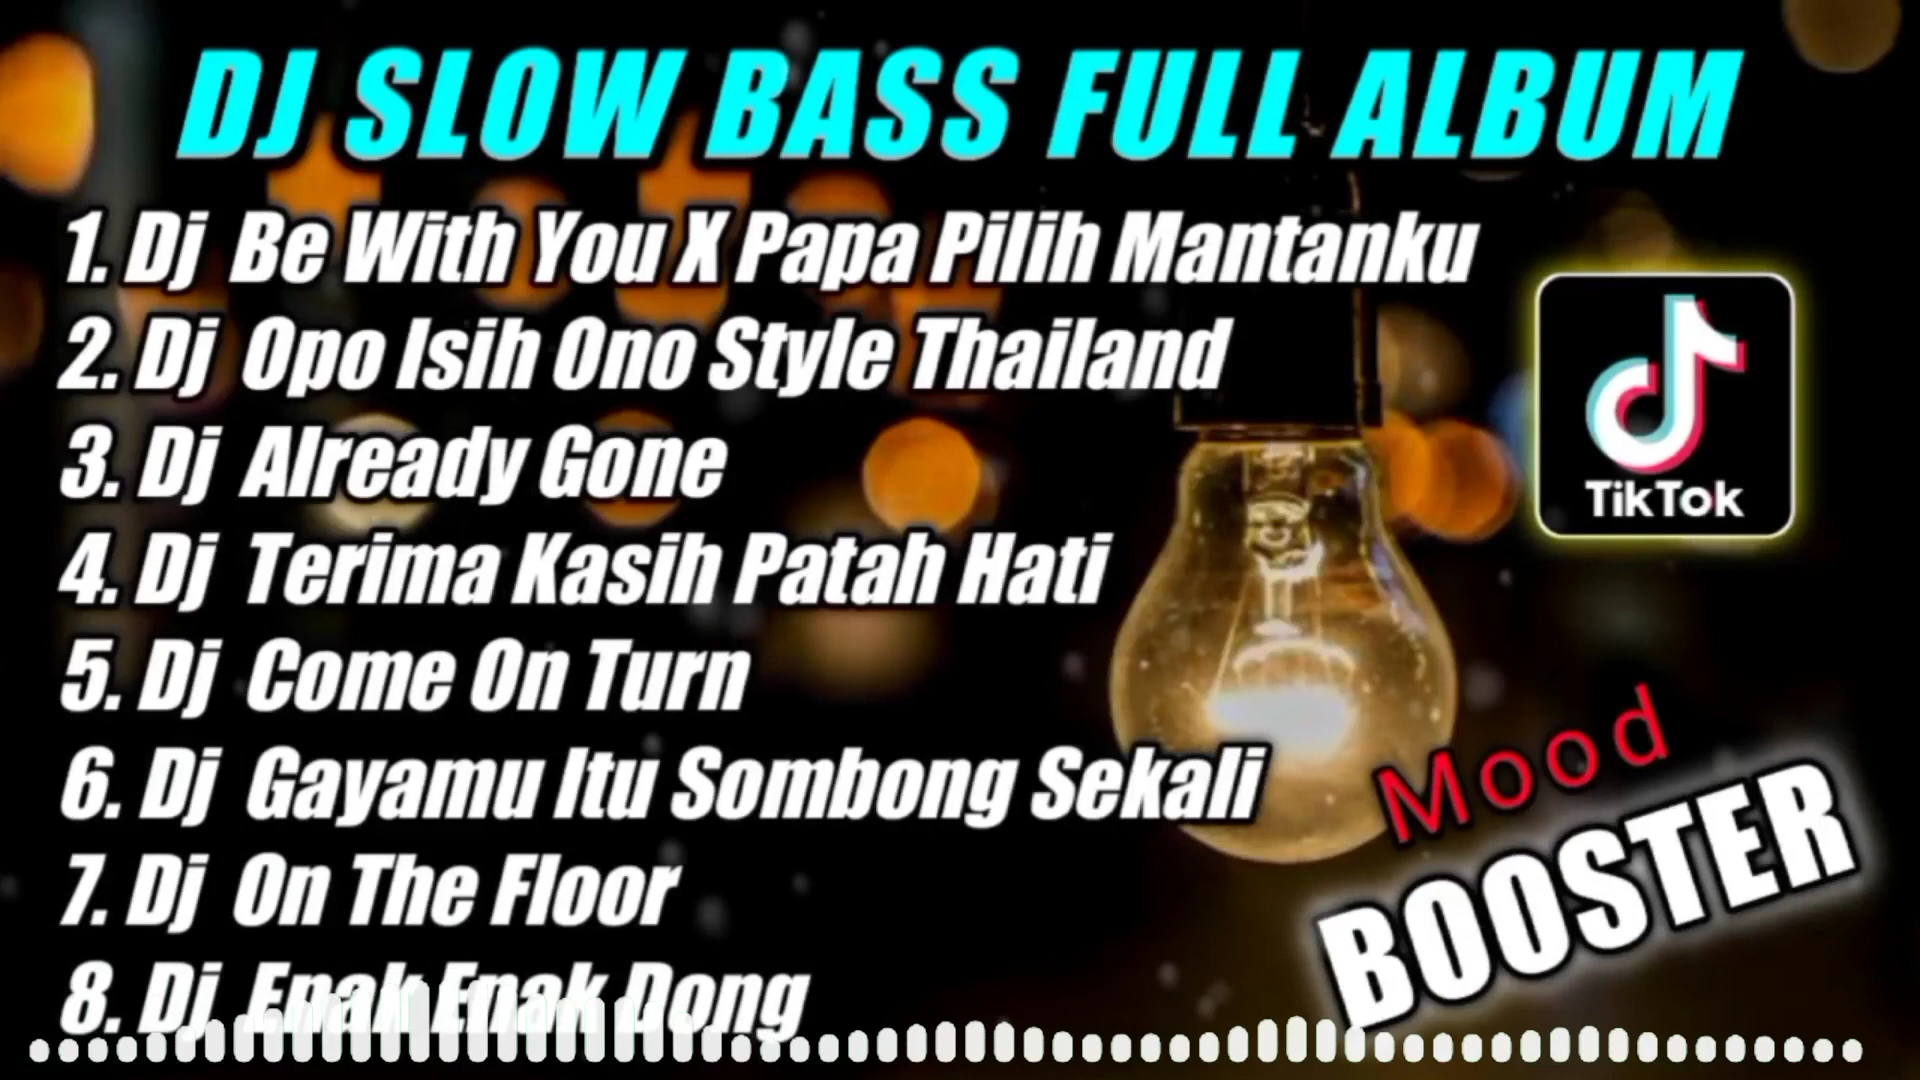 DJ SLOW BASS FULL ALBUM
1. Dj Be With You X Papa Pilih Mantanku
2. Dj Opo Isih Ono Style Thailand
3. Dj Already Gone
4. Dj Terima Kasih Patah Hati
5. Dj Come On Turn
6. Dj Gayamu Itu Sombong Sekali
7. Dj On The Floor
8. Dj Enak Enak Dong
TikTok
Mood
BOOSTER